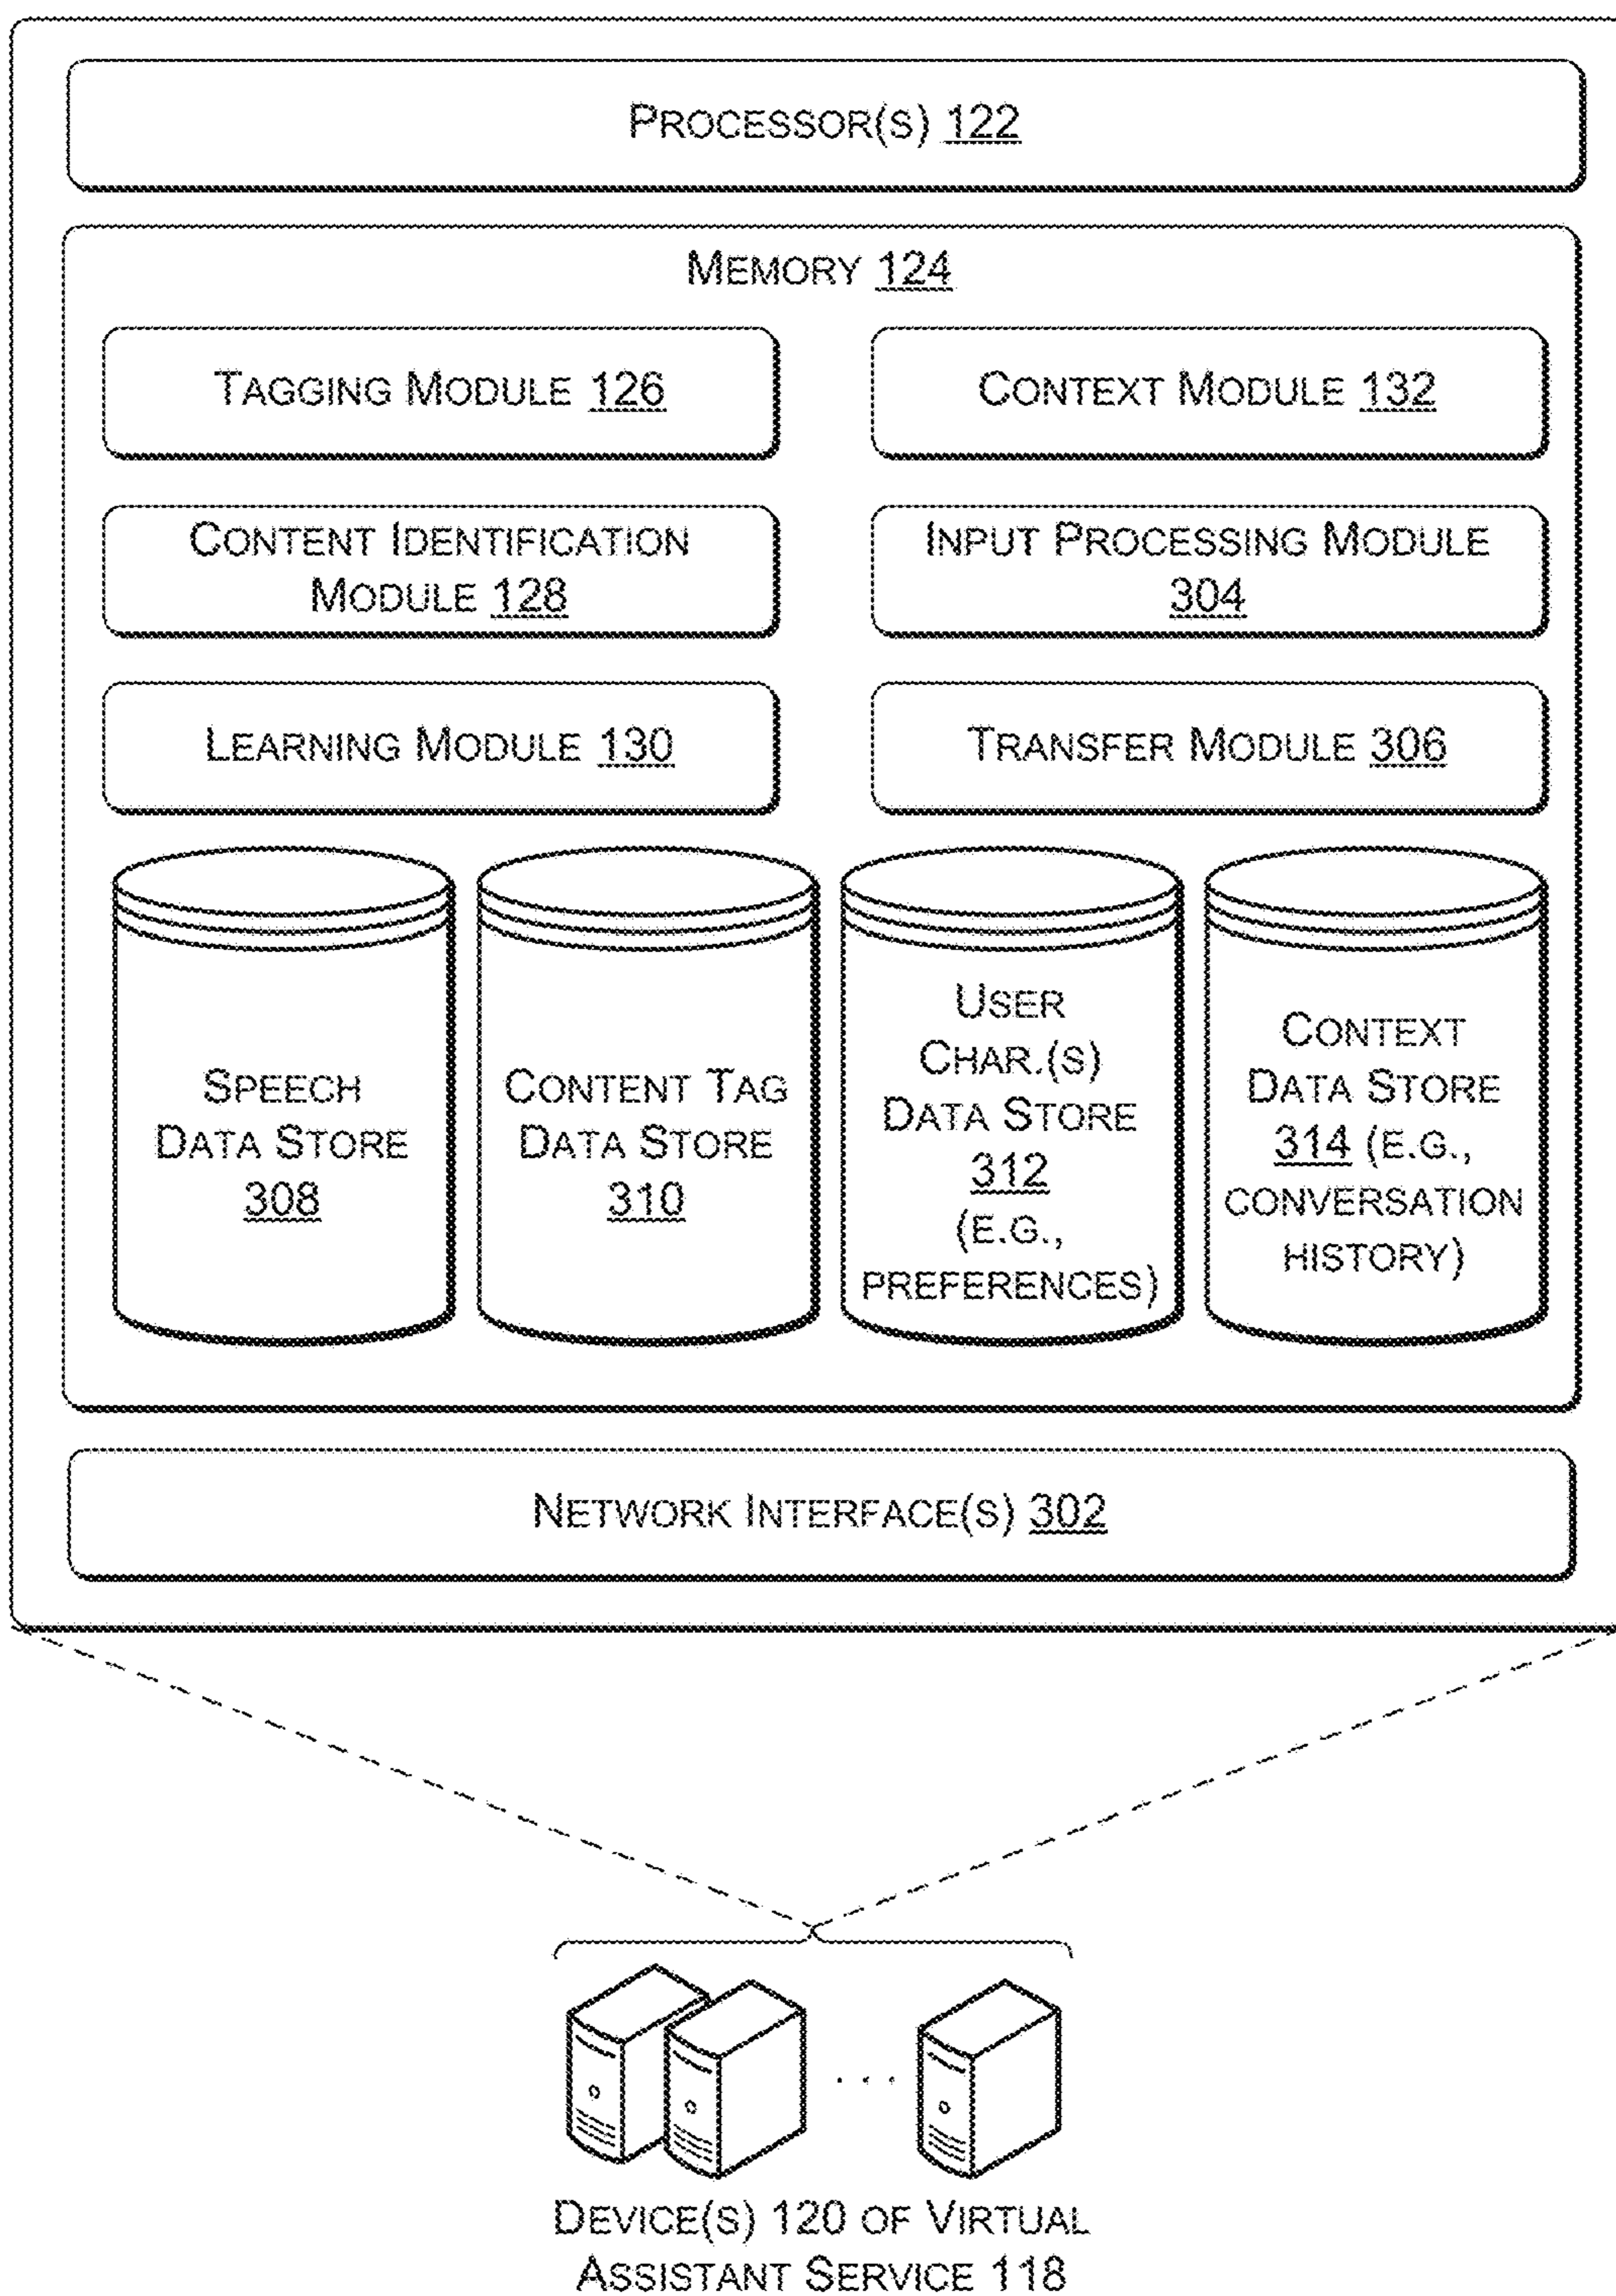 PROCESSOR(S) 122
MEMORY 124
TAGGING MODULE 126
CONTEXT MODULE 132
CONTENT IDENTIFICATION
MODULE 128
INPUT PROCESSING MODULE
304
LEARNING MODULE 130
TRANSFER MODULE 306
SPEECH
DATA STORE
308
CONTENT TAG
DATA STORE
310
USER
CHAR.(S)
DATA STORE
312
(E.G.,
PREFERENCES)
CONTEXT
DATA STORE
314 (E.G.,
CONVERSATION
HISTORY)
NETWORK INTERFACE(S) 302
DEVICE(S) 120 OF VIRTUAL
ASSISTANT SERVICE 118